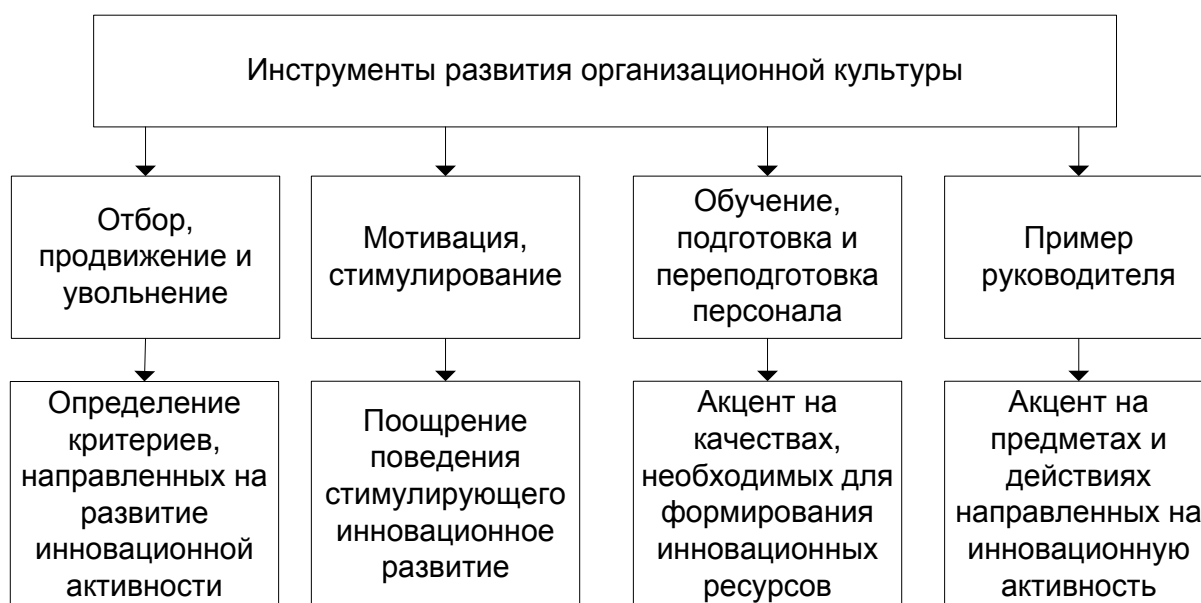 Инструменты развития организационной культуры
Отбор,
продвижение и
увольнение
Мотивация,
стимулирование
Обучение,
подготовка и
переподготовка
персонала
Пример
руководителя
Определение
критериев,
направленных на
развитие
инновационной
активности
Поощрение
поведения
стимулирующего
инновационное
развитие
Акцент на
качествах,
необходимых для
формирования
инновационных
ресурсов
Акцент на
предметах и
действиях
направленных на
инновационную
активность